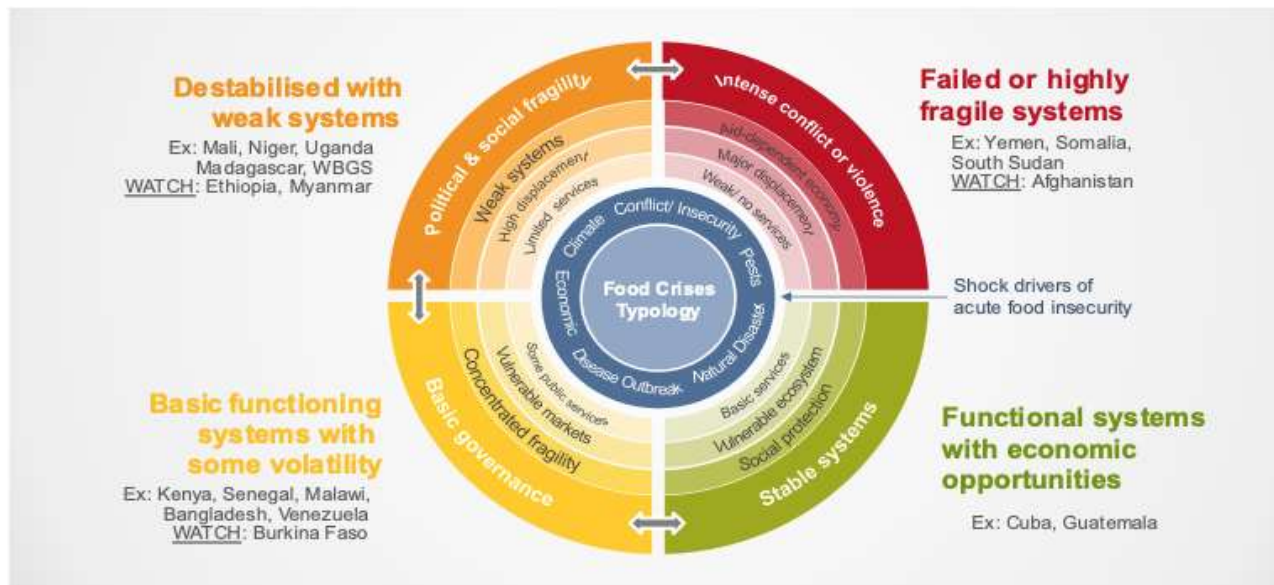 Destabilised with
weak systems
Ex: Mali, Niger, Uganda
Madagascar, WBGS
WATCH: Ethiopia, Myanmar
Political & social fragility
Weak systems
High displacement
Limited services
Intense conflict or violence
Aid-dependent economy
Major displacement
Weak/ no services
Failed or highly
fragile systems
Ex: Yemen, Somalia,
South Sudan
WATCH: Afghanistan
Climate
Conflict/ Insecurity
Pests
Natural Disaster
Disease Outbreak
Economic
Food Crises
Typology
Shock drivers of
acute food insecurity
Basic functioning
systems with
some volatility
Ex: Kenya, Senegal, Malawi,
Bangladesh, Venezuela
WATCH: Burkina Faso
Basic governance
Concentrated fragility
Vulnerable markets
Some public services
Basic services
Vulnerable ecosystem
Social protection
Stable systems
Functional systems
with economic
opportunities
Ex: Cuba, Guatemala